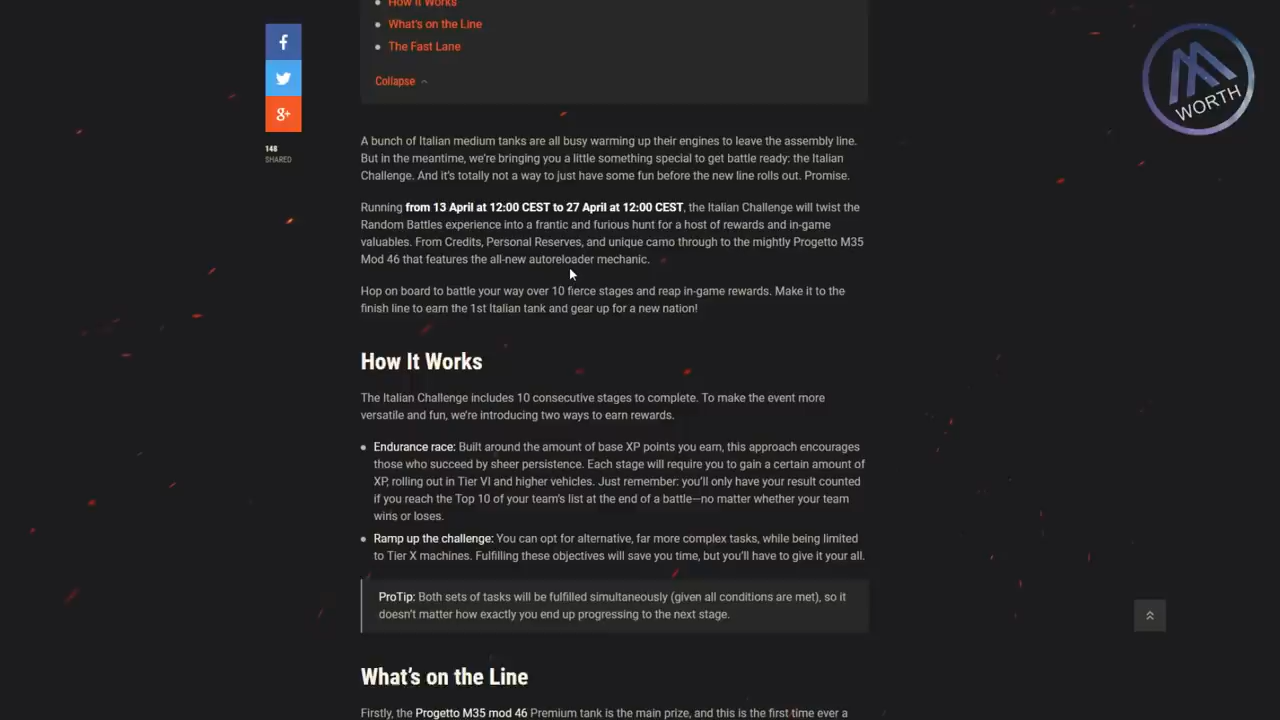 How It Works
What's on the Line
The Fast Lane
Collapse
WORTH
148
SHARED
A bunch of Italian medium tanks are all busy warming up their engines to leave the assembly line.
But in the meantime, we're bringing you a little something special to get battle ready: the Italian
Challenge. And it's totally not a way to just have some fun before the new line rolls out. Promise.
Running from 13 April at 12:00 CEST to 27 April at 12:00 CEST, the Italian Challenge will twist the
Random Battles experience into a frantic and furious hunt for a host of rewards and in-game
valuables. From Credits, Personal Reserves, and unique camo through to the mightly Progetto M35
Mod 46 that features the all-new autoreloader mechanic.
Hop on board to battle your way over 10 fierce stages and reap in-game rewards. Make it to the
finish line to earn the 1st Italian tank and gear up for a new nation!
How It Works
The Italian Challenge includes 10 consecutive stages to complete. To make the event more
versatile and fun, we're introducing two ways to earn rewards.
Endurance race: Built around the amount of base XP points you earn, this approach encourages
those who succeed by sheer persistence. Each stage will require you to gain a certain amount of
XP, rolling out in Tier VI and higher vehicles. Just remember: you'll only have your result counted
if you reach the Top 10 of your team's list at the end of a battle—no matter whether your team
wins or loses.
Ramp up the challenge: You can opt for alternative, far more complex tasks, while being limited
to Tier X machines. Fulfilling these objectives will save you time, but you'll have to give it your all.
ProTip: Both sets of tasks will be fulfilled simultaneously (given all conditions are met), so it
doesn't matter how exactly you end up progressing to the next stage.
What's on the Line
Firstly, the Progetto M35 mod 46 Premium tank is the main prize, and this is the first time ever a